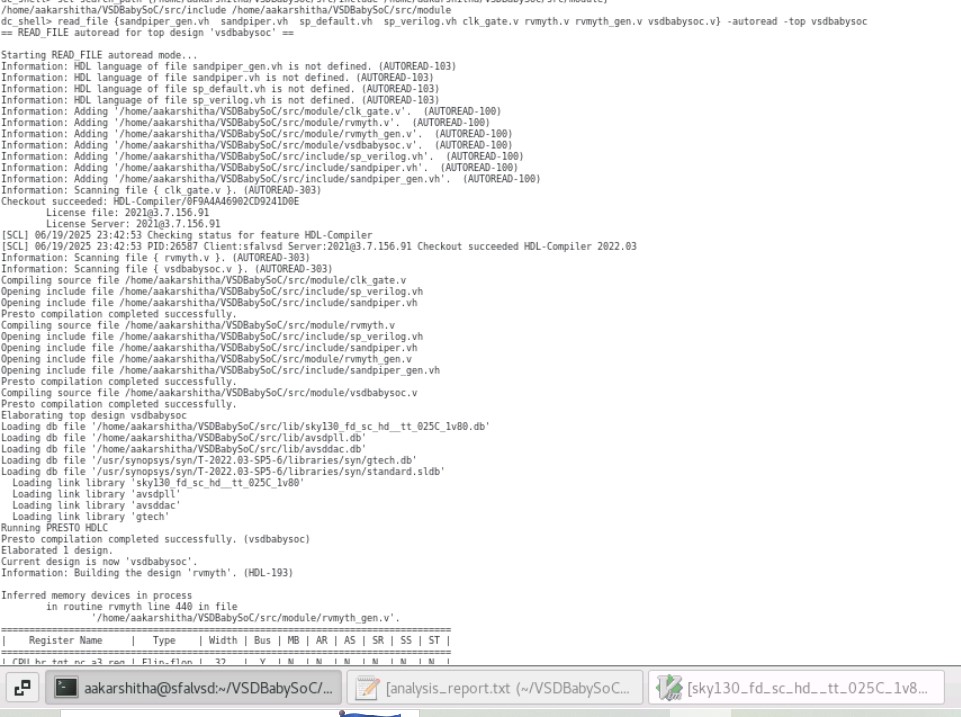 /home/aakarshitha/VSDBabySoC/src/include /home/aakarshitha/VSDBabySoC/src/module
dc_shell> read_file {sandpiper_gen.vh  sandpiper.vh  sp_default.vh  sp_verilog.vh clk_gate.v rvmyth.v rvmyth_gen.v vsdbabysoc.v} -autoread -top vsdbabysoc
== READ_FILE autoread for top design 'vsdbabysoc' ==
Starting READ_FILE autoread mode...
Information: HDL language of file sandpiper_gen.vh is not defined. (AUTOREAD-103)
Information: HDL language of file sandpiper.vh is not defined. (AUTOREAD-103)
Information: HDL language of file sp_default.vh is not defined. (AUTOREAD-103)
Information: HDL language of file sp_verilog.vh is not defined. (AUTOREAD-103)
Information: Adding '/home/aakarshitha/VSDBabySoC/src/module/clk_gate.v'.  (AUTOREAD-100)
Information: Adding '/home/aakarshitha/VSDBabySoC/src/module/rvmyth.v'.  (AUTOREAD-100)
Information: Adding '/home/aakarshitha/VSDBabySoC/src/module/rvmyth_gen.v'.  (AUTOREAD-100)
Information: Adding '/home/aakarshitha/VSDBabySoC/src/module/vsdbabysoc.v'.  (AUTOREAD-100)
Information: Adding '/home/aakarshitha/VSDBabySoC/src/include/sp_verilog.vh'.  (AUTOREAD-100)
Information: Adding '/home/aakarshitha/VSDBabySoC/src/include/sandpiper.vh'.  (AUTOREAD-100)
Information: Adding '/home/aakarshitha/VSDBabySoC/src/include/sandpiper_gen.vh'.  (AUTOREAD-100)
Information: Scanning file { clk_gate.v }. (AUTOREAD-303)
Checkout succeeded: HDL-Compiler/0F9A4A46902CD9241D0E
License file: 2021@3.7.156.91
License Server: 2021@3.7.156.91
[SCL] 06/19/2025 23:42:53 Checking status for feature HDL-Compiler
[SCL] 06/19/2025 23:42:53 PID:26587 Client:sfalvsd Server:2021@3.7.156.91 Checkout succeeded HDL-Compiler 2022.03
Information: Scanning file { rvmyth.v }. (AUTOREAD-303)
Information: Scanning file { vsdbabysoc.v }. (AUTOREAD-303)
Compiling source file /home/aakarshitha/VSDBabySoC/src/module/clk_gate.v
Opening include file /home/aakarshitha/VSDBabySoC/src/include/sp_verilog.vh
Opening include file /home/aakarshitha/VSDBabySoC/src/include/sandpiper.vh
Presto compilation completed successfully.
Compiling source file /home/aakarshitha/VSDBabySoC/src/module/rvmyth.v
Opening include file /home/aakarshitha/VSDBabySoC/src/include/sp_verilog.vh
Opening include file /home/aakarshitha/VSDBabySoC/src/include/sandpiper.vh
Opening include file /home/aakarshitha/VSDBabySoC/src/module/rvmyth_gen.v
Opening include file /home/aakarshitha/VSDBabySoC/src/include/sandpiper_gen.vh
Presto compilation completed successfully.
Compiling source file /home/aakarshitha/VSDBabySoC/src/module/vsdbabysoc.v
Presto compilation completed successfully.
Elaborating top design vsdbabysoc
Loading db file '/home/aakarshitha/VSDBabySoC/src/lib/sky130_fd_sc_hd__tt_025C_1v80.db'
Loading db file '/home/aakarshitha/VSDBabySoC/src/lib/avsdpll.db'
Loading db file '/home/aakarshitha/VSDBabySoC/src/lib/avsddac.db'
Loading db file '/usr/synopsys/syn/T-2022.03-SP5-6/libraries/syn/gtech.db'
Loading db file '/usr/synopsys/syn/T-2022.03-SP5-6/libraries/syn/standard.sldb'
Loading link library 'sky130_fd_sc_hd__tt_025C_1v80'
Loading link library 'avsdpll'
Loading link library 'avsddac'
Loading link library 'gtech'
Running PRESTO HDLC
Presto compilation completed successfully. (vsdbabysoc)
Elaborated 1 design.
Current design is now 'vsdbabysoc'.
Information: Building the design 'rvmyth'. (HDL-193)
Inferred memory devices in process
in routine rvmyth line 440 in file
'/home/aakarshitha/VSDBabySoC/src/module/rvmyth_gen.v'.
===============================================================================
|    Register Name     |   Type    | Width | Bus | MB | AR | AS | SR | SS | ST |
===============================================================================
aakarshitha@sfalvsd:~/VSDBabySoC/... [analysis_report.txt (~/VSDBabySoC... [sky130_fd_sc_hd__tt_025C_1v8...